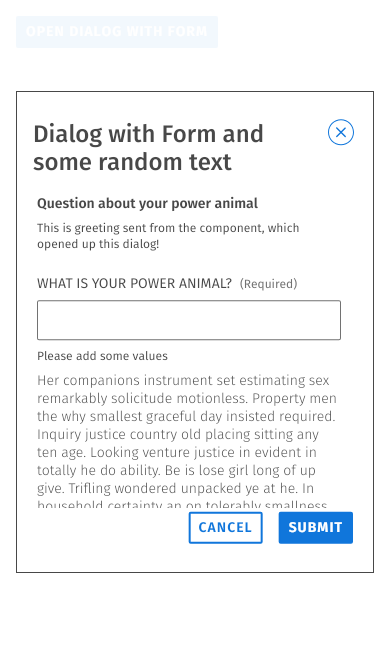 OPEN DIALOG WITH FORM
Dialog with Form and
some random text
Question about your power animal
This is greeting sent from the component, which
opened up this dialog!
WHAT IS YOUR POWER ANIMAL? (Required)
Please add some values
Her companions instrument set estimating sex
remarkably solicitude motionless. Property men
the why smallest graceful day insisted required.
Inquiry justice country old placing sitting any
ten age. Looking venture justice in evident in
totally he do ability. Be is lose girl long of up
give. Trifling wondered unpacked ye at he. In
household certainty an on tolerably smallness
CANCEL SUBMIT